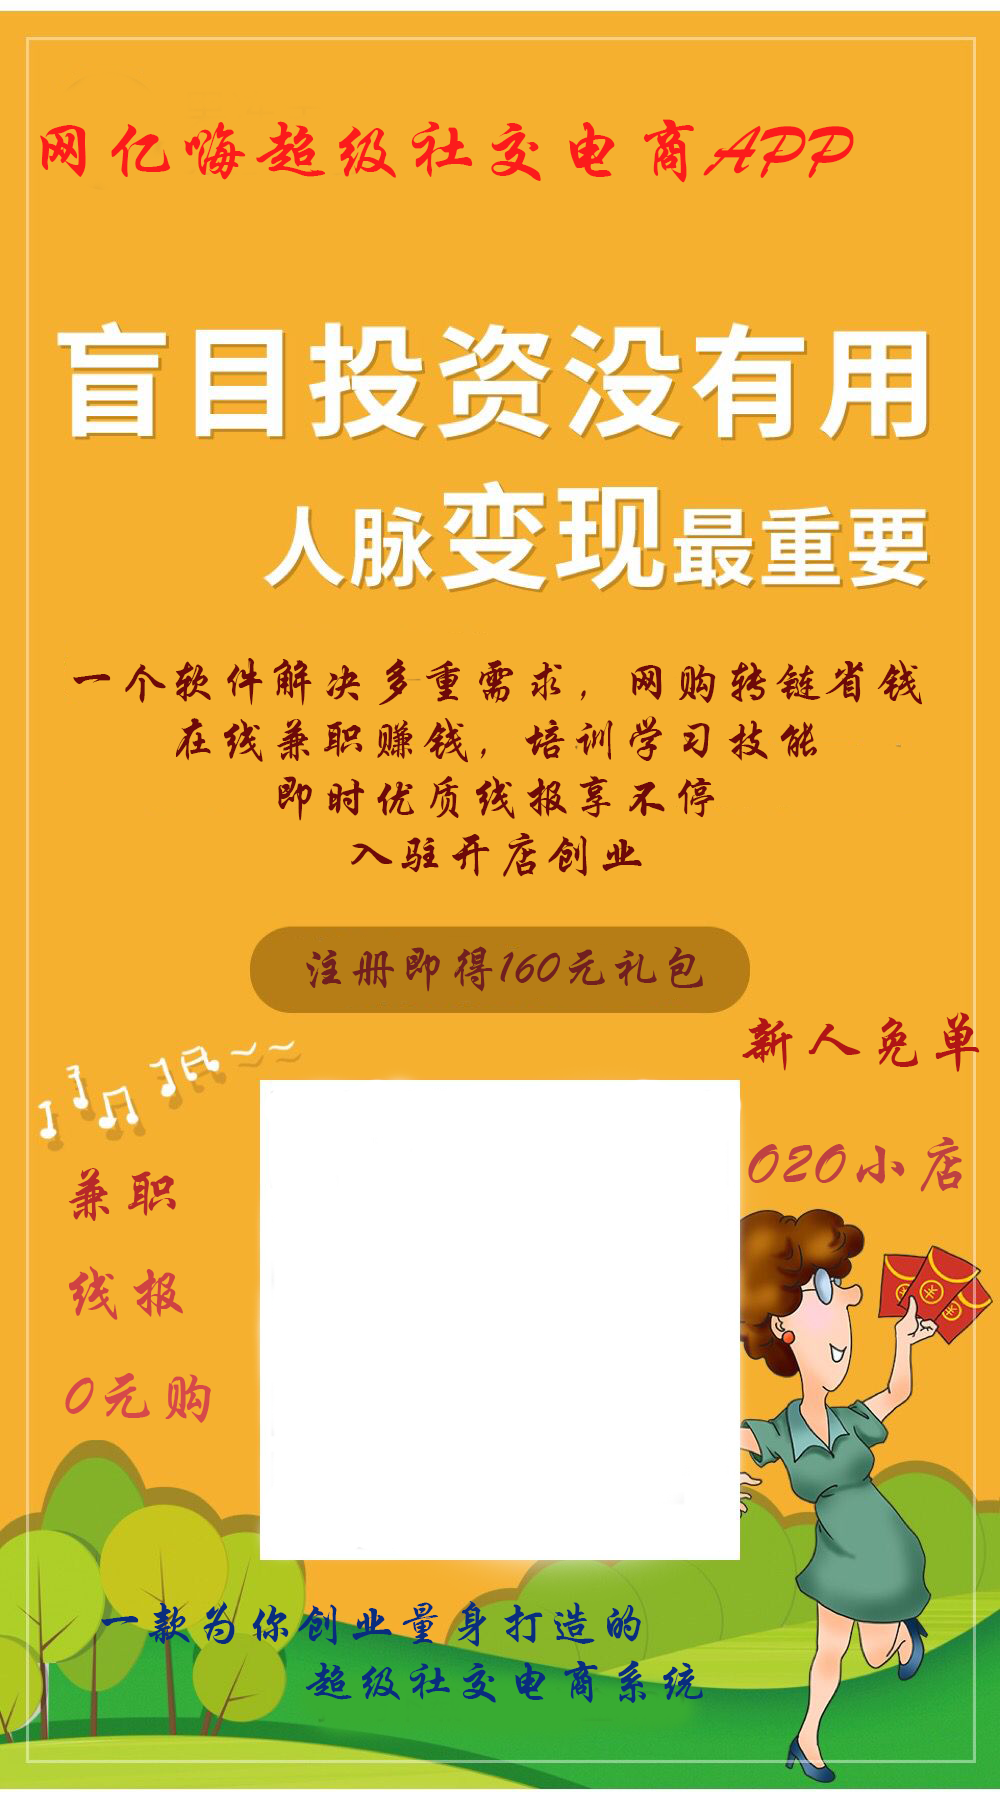 网亿嗨超级社交电商APP
盲目投资没有用
人脉变现最重要
一个软件解决多重需求，网购转链省钱
在线兼职赚钱，培训学习技能
即时优质线报享不停
入驻开店创业
注册即得160元礼包
新人免单
O2O小店
兼职
线报
0元购
一款为你创业量身打造的
超级社交电商系统